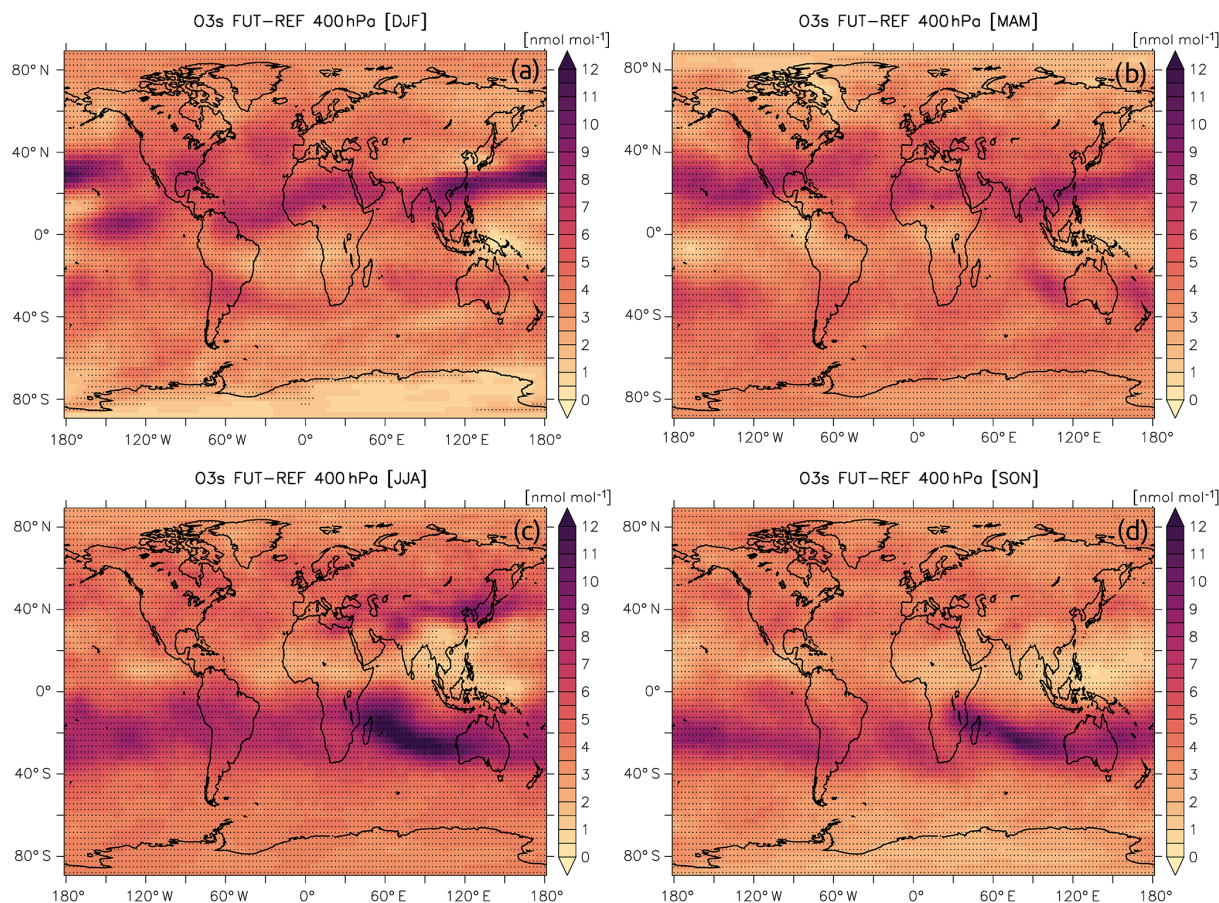 O3s FUT−REF 400 hPa [DJF]
[nmol mol⁻¹]
(a)
80° N
40° N
0°
40° S
80° S
180° 120° W 60° W 0° 60° E 120° E 180°
12
11
10
9
8
7
6
5
4
3
2
1
0
O3s FUT−REF 400 hPa [MAM]
[nmol mol⁻¹]
(b)
80° N
40° N
0°
40° S
80° S
180° 120° W 60° W 0° 60° E 120° E 180°
12
11
10
9
8
7
6
5
4
3
2
1
0
O3s FUT−REF 400 hPa [JJA]
[nmol mol⁻¹]
(c)
80° N
40° N
0°
40° S
80° S
180° 120° W 60° W 0° 60° E 120° E 180°
12
11
10
9
8
7
6
5
4
3
2
1
0
O3s FUT−REF 400 hPa [SON]
[nmol mol⁻¹]
(d)
80° N
40° N
0°
40° S
80° S
180° 120° W 60° W 0° 60° E 120° E 180°
12
11
10
9
8
7
6
5
4
3
2
1
0